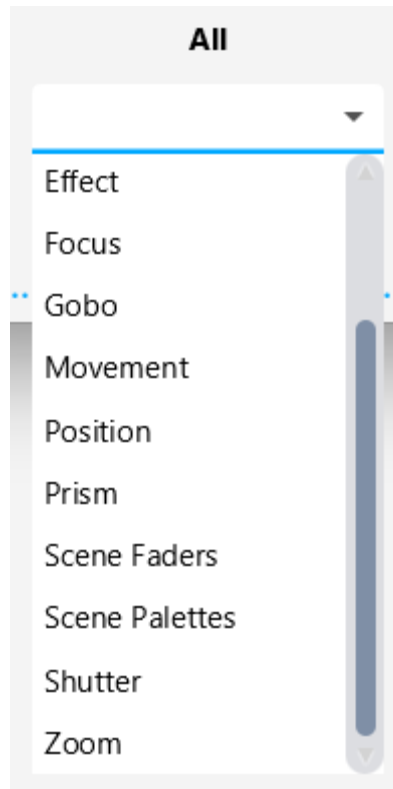 All
Effect
Focus
Gobo
Movement
Position
Prism
Scene Faders
Scene Palettes
Shutter
Zoom